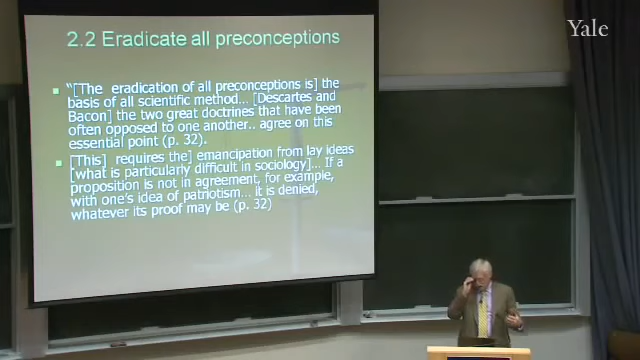 Yale
2.2 Eradicate all preconceptions
"[The eradication of all preconceptions is] the
basis of all scientific method... [Descartes and
Bacon] the two great doctrines that have been
often opposed to one another.. agree on this
essential point (p. 32).
[This] requires the] emancipation from lay ideas
[what is particularly difficult in sociology]... If a
proposition is not in agreement, for example,
with one's idea of patriotism... it is denied,
whatever its proof may be (p. 32)